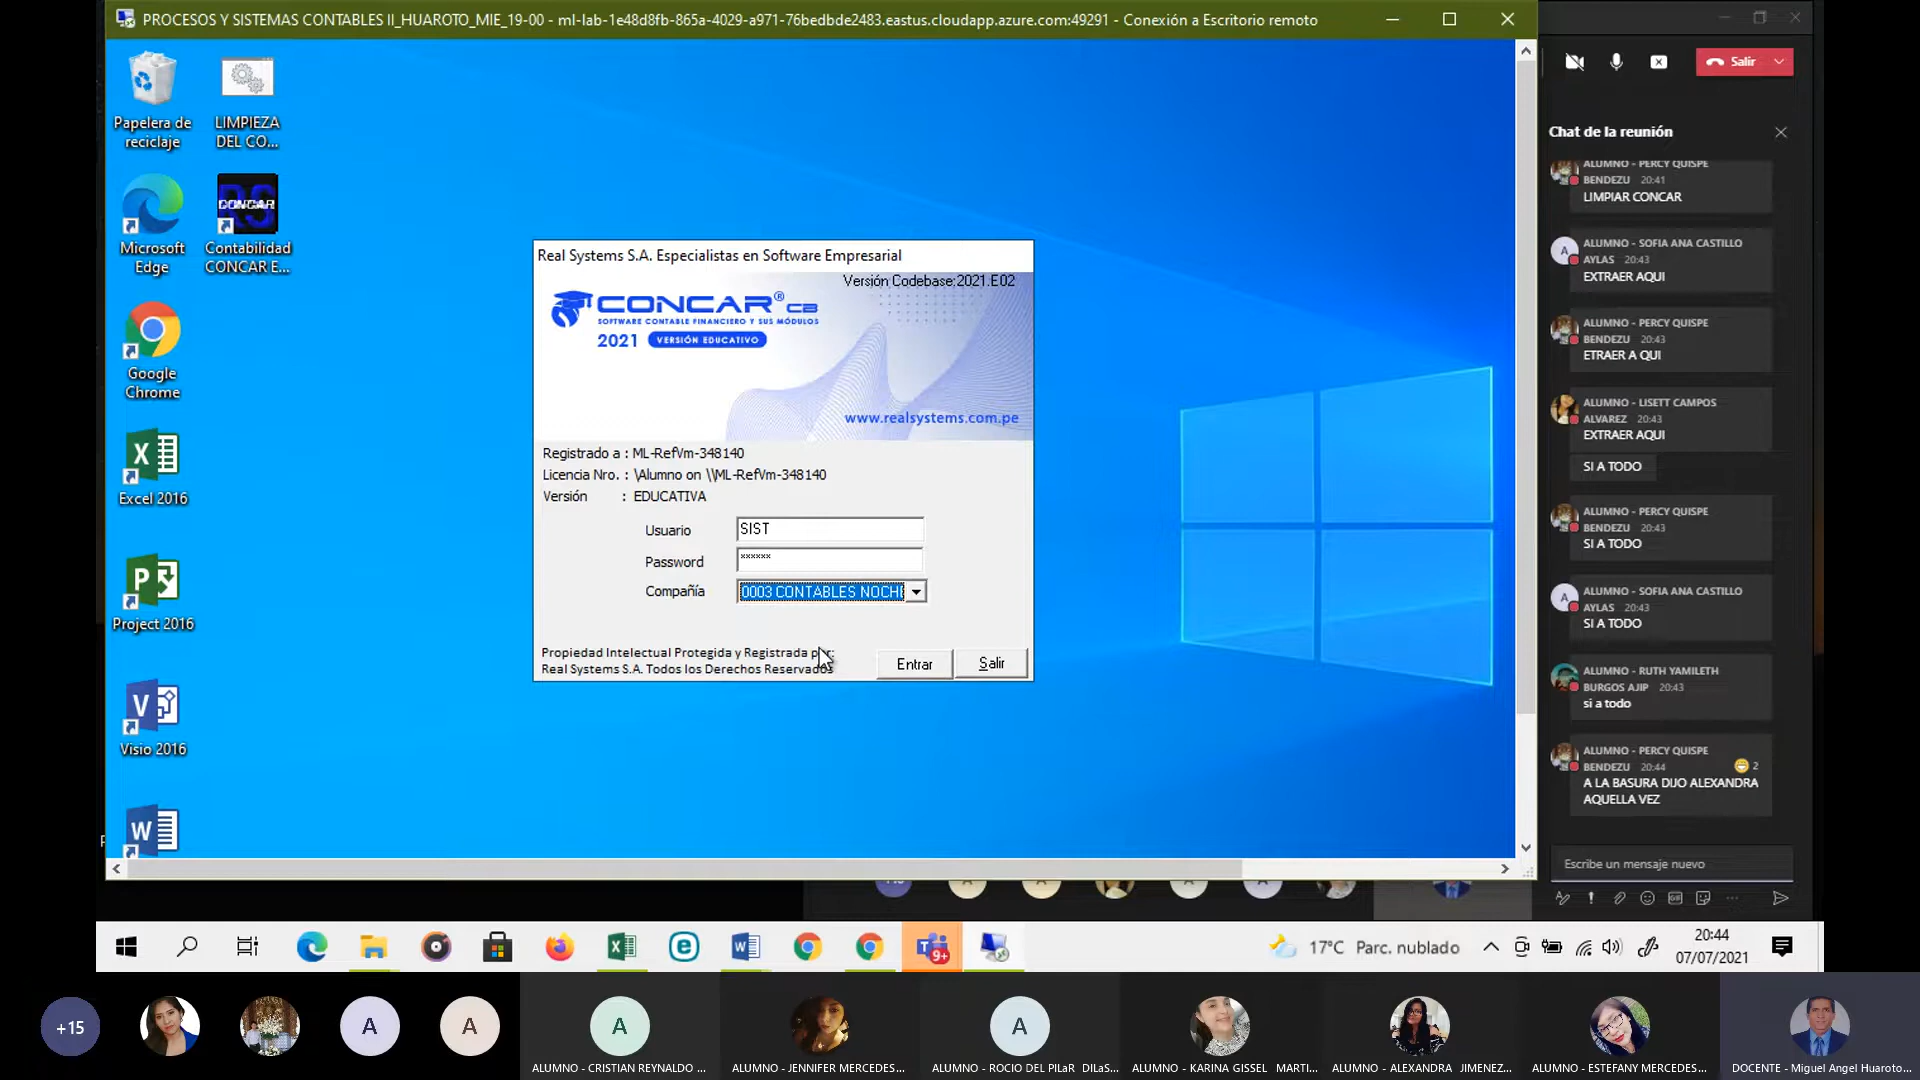 PROCESOS Y SISTEMAS CONTABLES II_HUAROTO_MIE_19-00 - ml-lab-1e48d8fb-865a-4029-a971-76bedbde2483.eastus.cloudapp.azure.com:49291 - Conexión a Escritorio remoto
Papelera de
reciclaje
LIMPIEZA
DEL CO...
Microsoft
Edge
CONCAR
Contabilidad
CONCAR E...
Google
Chrome
Excel 2016
Project 2016
Visio 2016
Real Systems S.A. Especialistas en Software Empresarial
Versión Codebase:2021.E02
CONCAR® CB
SOFTWARE CONTABLE FINANCIERO Y SUS MÓDULOS
2021 VERSIÓN EDUCATIVO
www.realsystems.com.pe
Registrado a : ML-RefVm-348140
Licencia Nro. : \Alumno on \\ML-RefVm-348140
Versión : EDUCATIVA
Usuario SIST
Password ******
Compañía 0003 CONTABLES NOCH
Propiedad Intelectual Protegida y Registrada por:
Real Systems S.A. Todos los Derechos Reservados
Entrar
Salir
Salir
Chat de la reunión
ALUMNO - PERCY QUISPE
BENDEZU 20:41
LIMPIAR CONCAR
ALUMNO - SOFIA ANA CASTILLO
AYLAS 20:43
EXTRAER AQUI
ALUMNO - PERCY QUISPE
BENDEZU 20:43
ETRAER A QUI
ALUMNO - LISETT CAMPOS
ALVAREZ 20:43
EXTRAER AQUI
SI A TODO
ALUMNO - PERCY QUISPE
BENDEZU 20:43
SI A TODO
ALUMNO - SOFIA ANA CASTILLO
AYLAS 20:43
SI A TODO
ALUMNO - RUTH YAMILETH
BURGOS AJIP 20:43
si a todo
ALUMNO - PERCY QUISPE
BENDEZU 20:44 2
A LA BASURA DIJO ALEXANDRA
AQUELLA VEZ
Escribe un mensaje nuevo
9+
17°C Parc. nublado
20:44
07/07/2021
+15
A
A
A
A
ALUMNO - CRISTIAN REYNALDO ...
ALUMNO - JENNIFER MERCEDES...
ALUMNO - ROCIO DEL PILaR DILaS...
ALUMNO - KARINA GISSEL MARTI...
ALUMNO - ALEXANDRA JIMENEZ...
ALUMNO - ESTEFANY MERCEDES...
DOCENTE - Miguel Angel Huaroto...